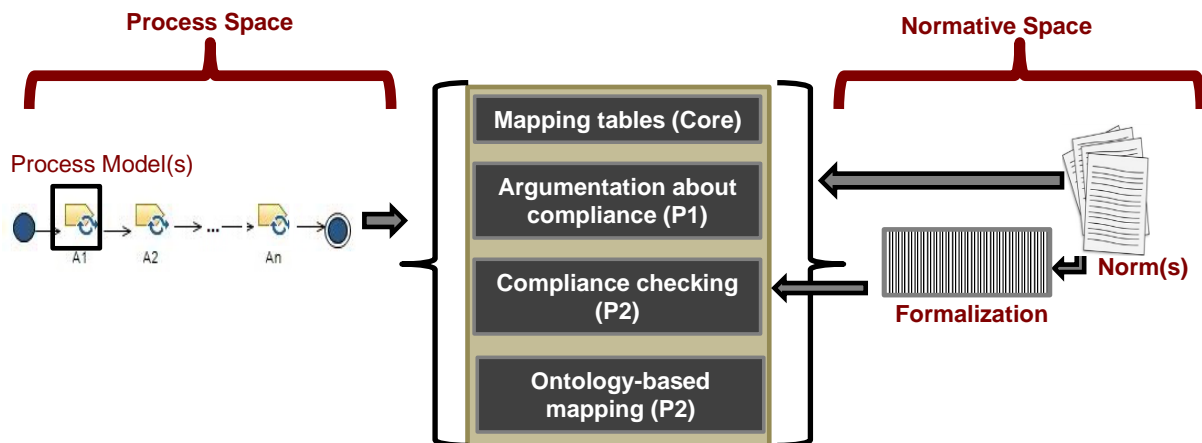 Process Space
Normative Space
Mapping tables (Core)
Process Model(s)
Argumentation about
compliance (P1)
...
A1
A2
An
Compliance checking
(P2)
Norm(s)
Formalization
Ontology-based
mapping (P2)